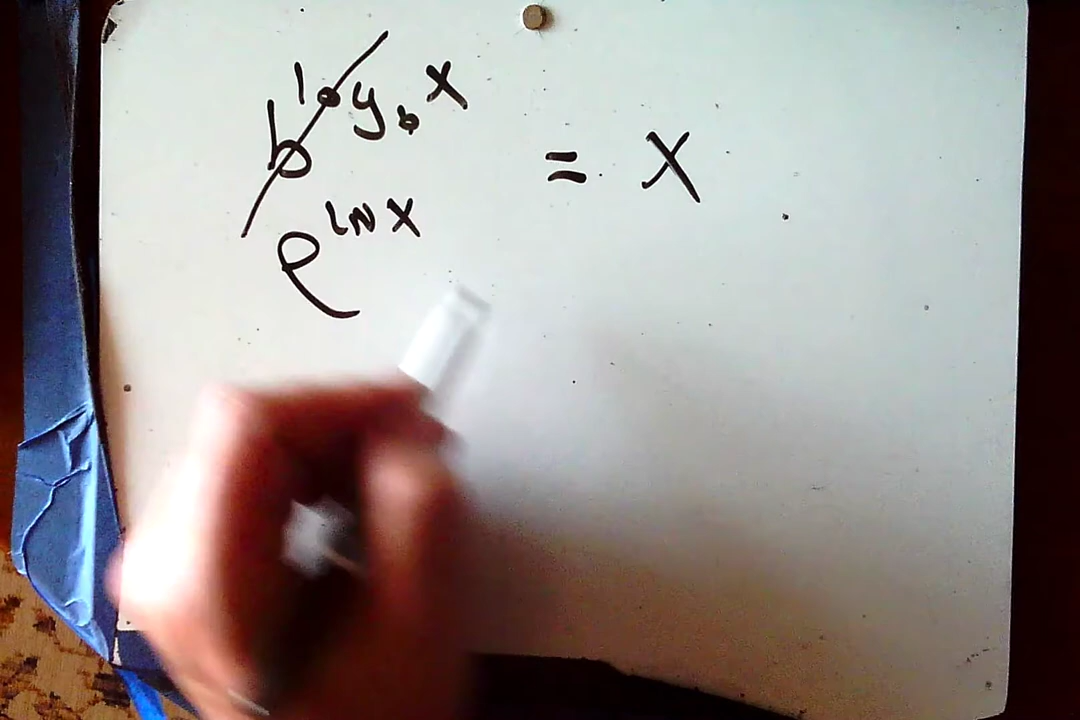 b^log_b x = x
e^ln x